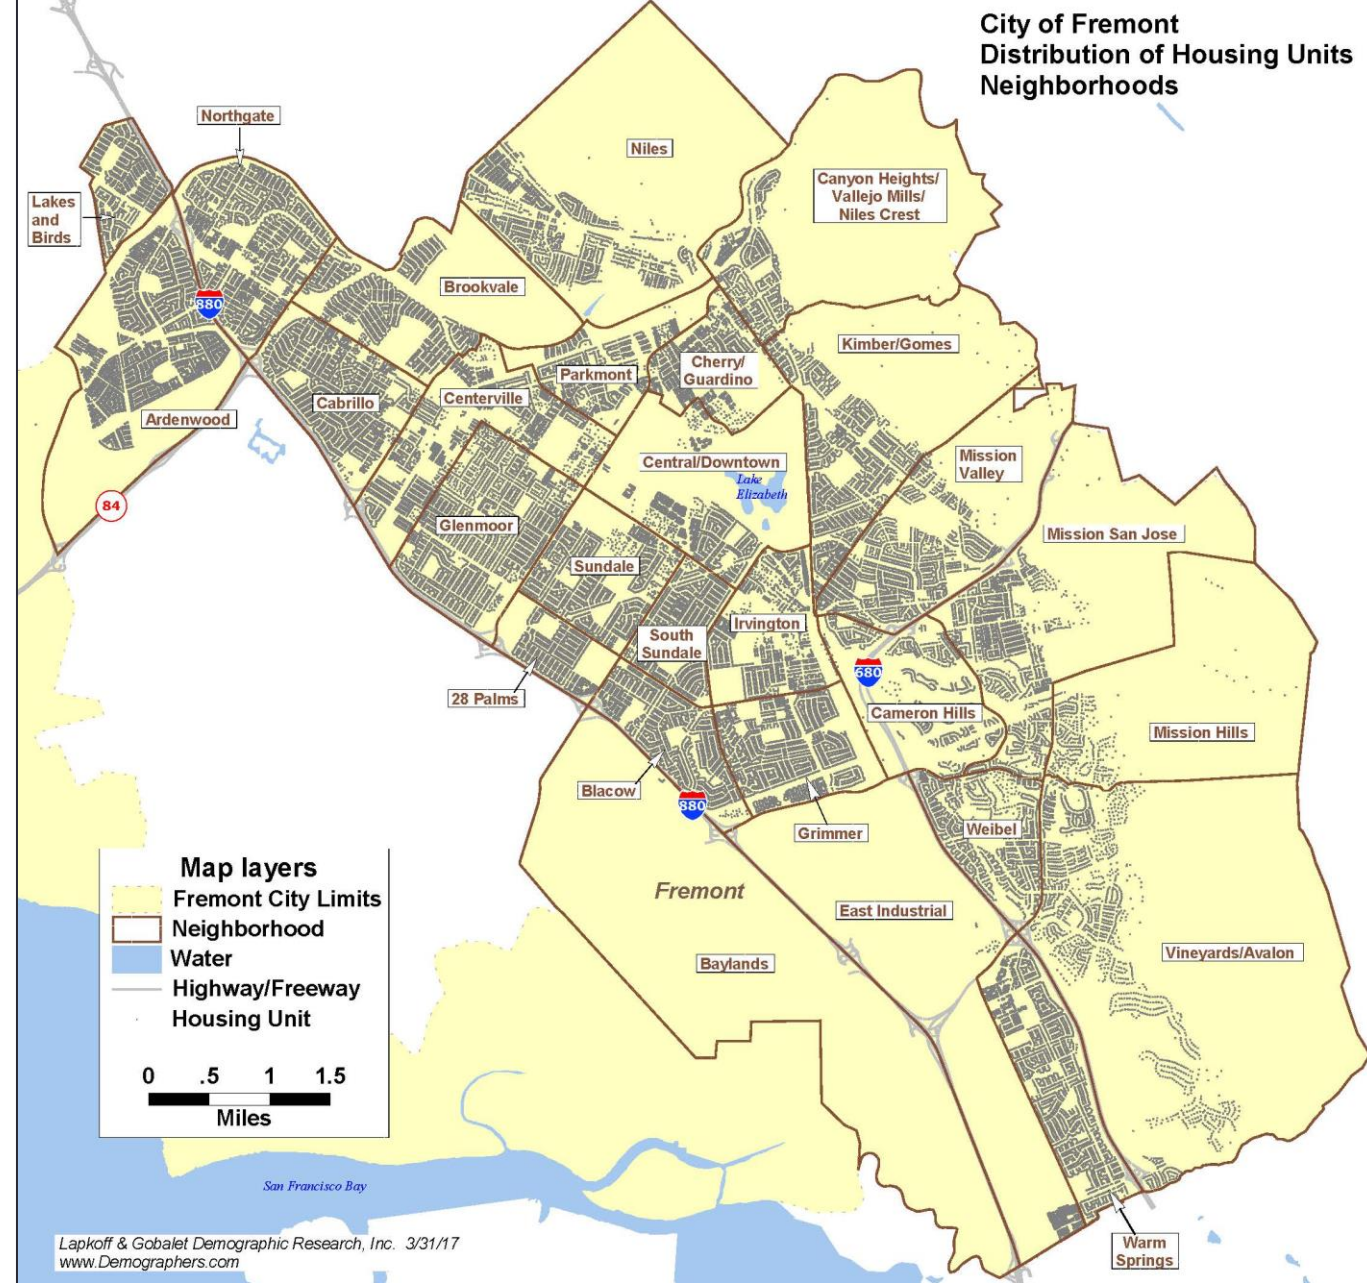 City of Fremont
Distribution of Housing Units
Neighborhoods
Northgate
Niles
Canyon Heights/
Vallejo Mills/
Niles Crest
Lakes
and
Birds
Brookvale
880
Kimber/Gomes
Cherry/
Guardino
Parkmont
Centerville
Cabrillo
Ardenwood
Central/Downtown
Lake
Elizabeth
Mission
Valley
84
Glenmoor
Mission San Jose
Sundale
Irvington
South
Sundale
680
28 Palms
Cameron Hills
Mission Hills
Blacow
880
Grimmer
Weibel
Fremont
East Industrial
Baylands
Vineyards/Avalon
Map layers
Fremont City Limits
Neighborhood
Water
Highway/Freeway
Housing Unit
0 .5 1 1.5
Miles
San Francisco Bay
Warm
Springs
Lapkoff & Gobalet Demographic Research, Inc. 3/31/17
www.Demographers.com